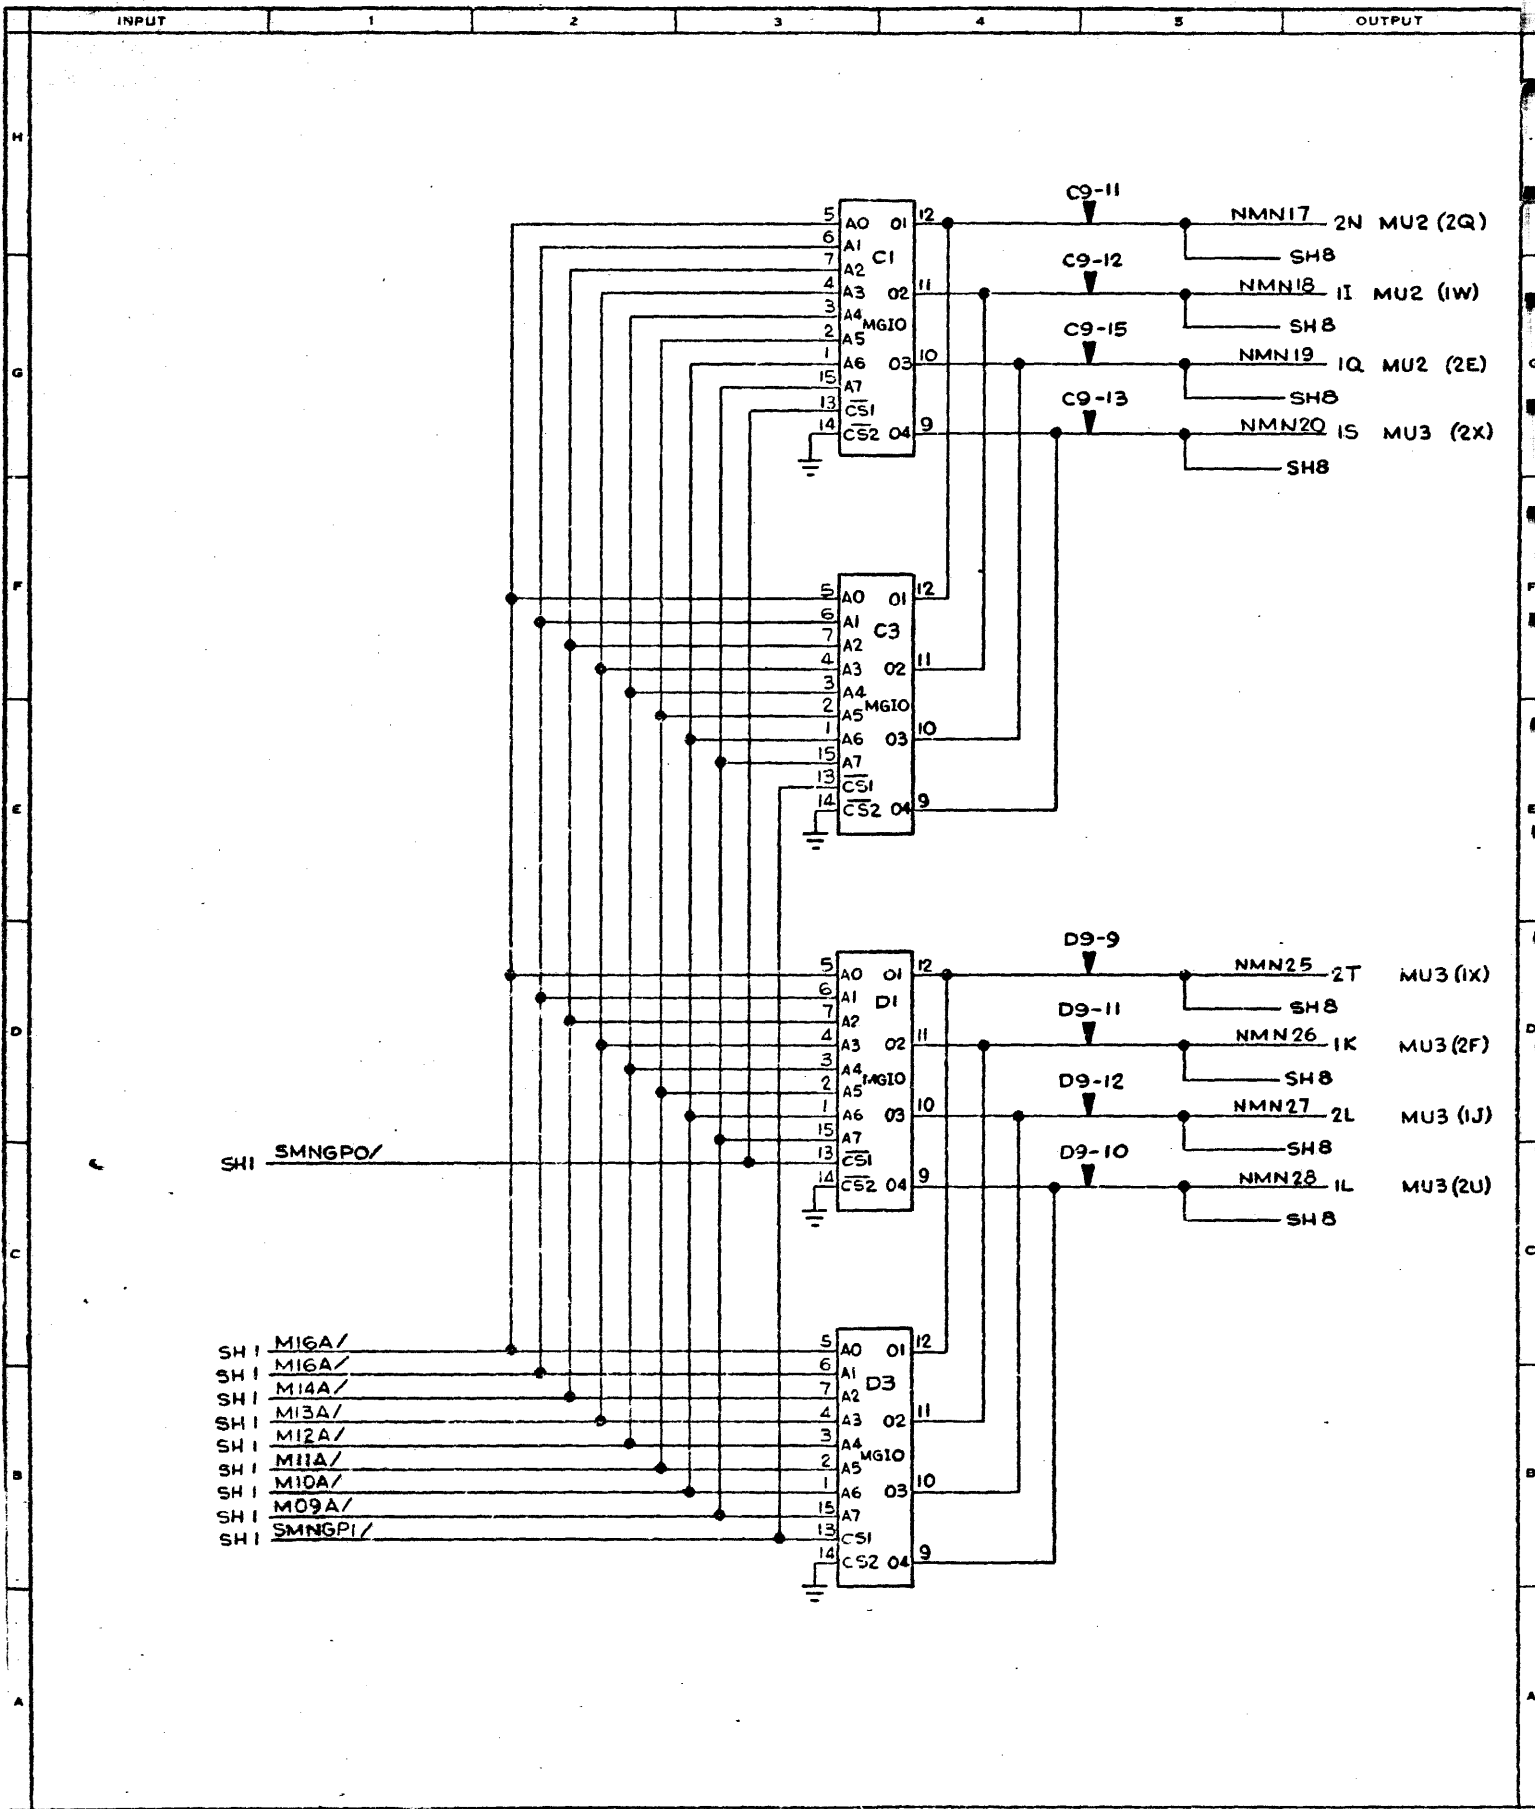 INPUT 1 2 3 4 5 OUTPUT
H
C9-11
5 A0 O1 12 NMN17 2N MU2 (2Q)
6 A1
C1
7 A2 SH8
C9-12
4 A3 O2 11 NMN18 1I MU2 (1W)
3 A4 MG10 SH8
2 A5 C9-15
G 1 A6 O3 10 NMN19 1Q MU2 (2E)
15 A7 SH8
13 CS1 C9-13
14 CS2 O4 9 NMN20 1S MU3 (2X)
SH8
F F
5 A0 O1 12
6 A1
C3
7 A2
4 A3 O2 11
3 A4
MG10
2 A5
1 A6 O3 10
15 A7
13 CS1
E 14 CS2 O4 9 E
D9-9
5 A0 O1 12 NMN25 2T MU3 (1X)
6 A1 D1
7 A2 SH8
D9-11
D D
4 A3 O2 11 NMN26 1K MU3 (2F)
3 A4 MG10 SH8
2 A5 D9-12
1 A6 O3 10 NMN27 2L MU3 (1J)
15 A7 SH8
SH1 SMNGP0/ 13 CS1 D9-10
14 CS2 O4 9 NMN28 1L MU3 (2U)
SH8
C C
SH1 M16A/ 5 A0 O1 12
SH1 M16A/ 6 A1
D3
SH1 M14A/ 7 A2
SH1 M13A/ 4 A3 O2 11
SH1 M12A/ 3 A4
MG10
SH1 M11A/ 2 A5
B B
SH1 M10A/ 1 A6 O3 10
SH1 M09A/ 15 A7
SH1 SMNGP1/ 13 CS1
14 CS2 O4 9
A A